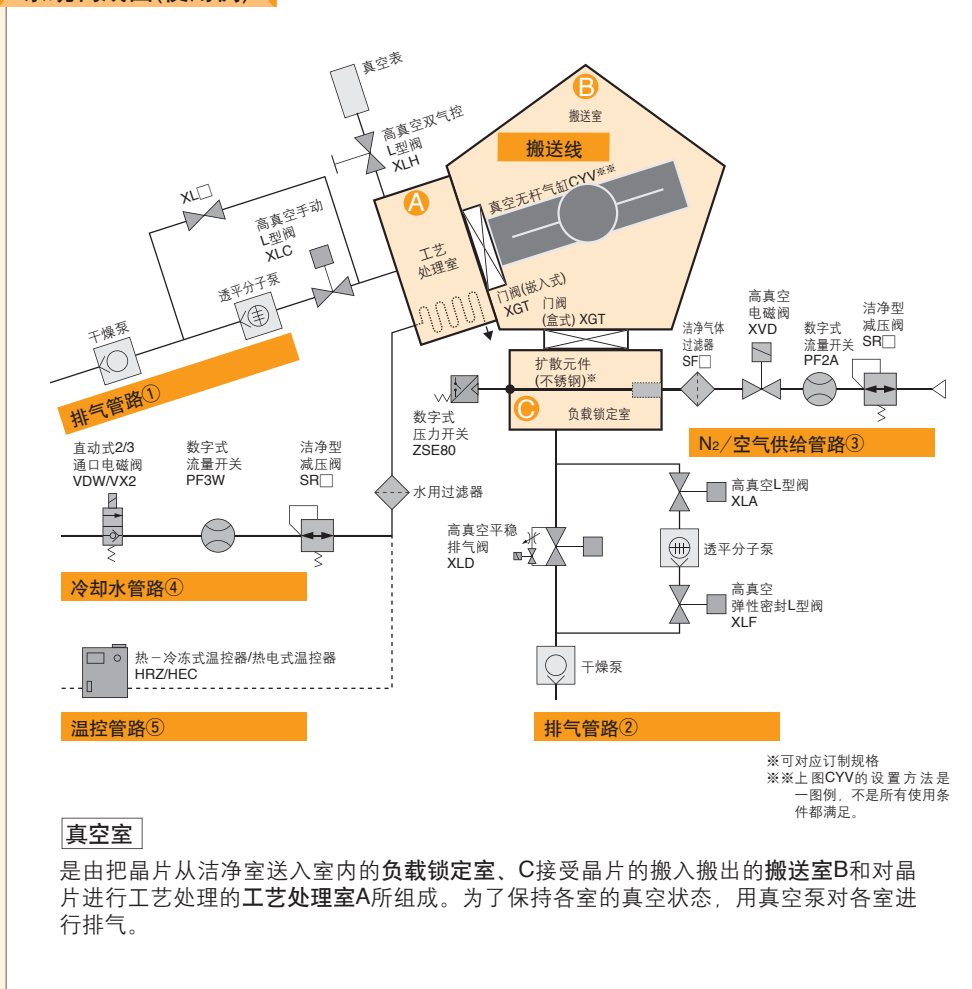 真空表
高真空双气控
L型阀
XLH
B
搬送室
搬送线
真空无杆气缸CYV※※
XL□
高真空手动
L型阀
XLC
A
工艺
处理室
透平分子泵
干燥泵
排气管路①
门阀(嵌入式)
XGT
门阀
(盒式) XGT
扩散元件
(不锈钢)※
C
负载锁定室
数字式
压力开关
ZSE80
洁净气体
过滤器
SF□
高真空
电磁阀
XVD
数字式
流量开关
PF2A
洁净型
减压阀
SR□
N₂/空气供给管路③
直动式2/3
通口电磁阀
VDW/VX2
数字式
流量开关
PF3W
洁净型
减压阀
SR□
水用过滤器
冷却水管路④
高真空平稳
排气阀
XLD
高真空L型阀
XLA
透平分子泵
高真空
弹性密封L型阀
XLF
干燥泵
排气管路②
热－冷冻式温控器/热电式温控器
HRZ/HEC
温控管路⑤
※可对应订制规格
※※上图CYV的设置方法是
一图例，不是所有使用条
件都满足。
真空室
是由把晶片从洁净室送入室内的负载锁定室、C接受晶片的搬入搬出的搬送室B和对晶
片进行工艺处理的工艺处理室A所组成。为了保持各室的真空状态，用真空泵对各室进
行排气。